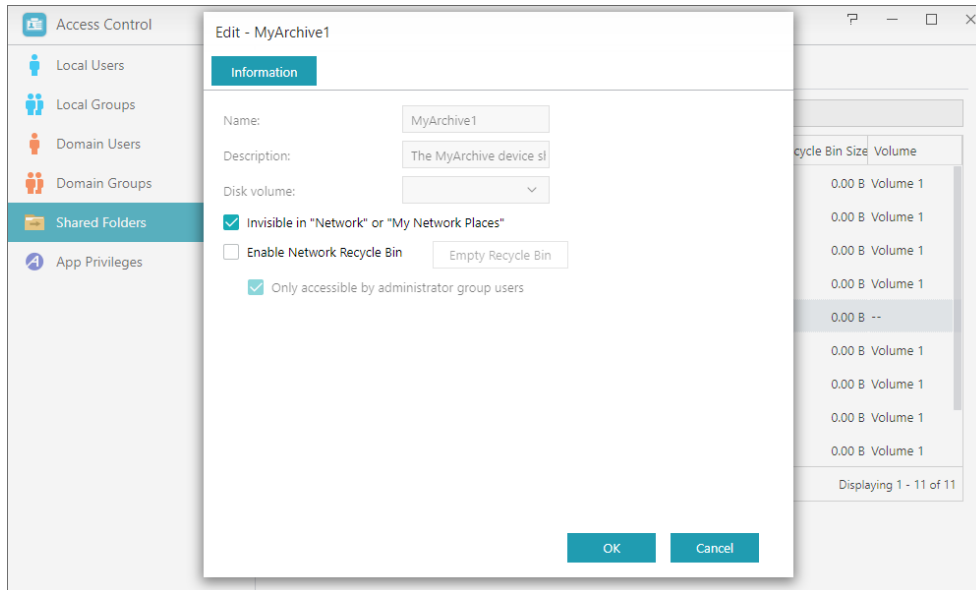 Access Control
Local Users
Local Groups
Domain Users
Domain Groups
Shared Folders
App Privileges
Edit - MyArchive1
Information
Name: MyArchive1
Description: The MyArchive device sl
Disk volume:
Invisible in "Network" or "My Network Places"
Enable Network Recycle Bin Empty Recycle Bin
Only accessible by administrator group users
OK Cancel
cycle Bin Size Volume
0.00 B Volume 1
0.00 B Volume 1
0.00 B Volume 1
0.00 B Volume 1
0.00 B --
0.00 B Volume 1
0.00 B Volume 1
0.00 B Volume 1
0.00 B Volume 1
Displaying 1 - 11 of 11